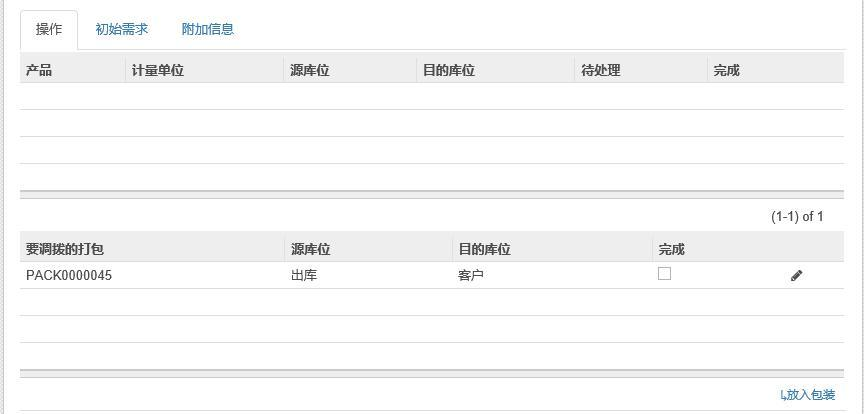 操作 初始需求 附加信息
产品 计量单位 源库位 目的库位 待处理 完成
(1-1) of 1
要调拨的打包 源库位 目的库位 完成
PACK0000045 出库 客户
放入包装